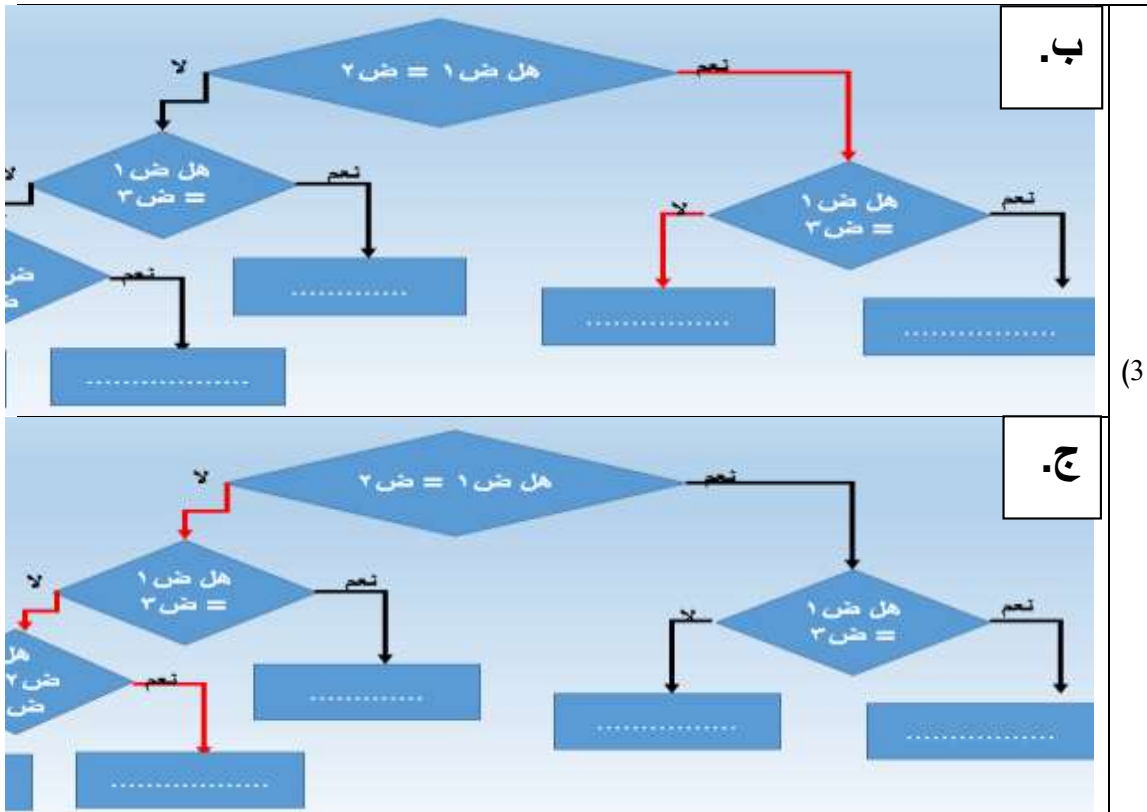 ب.
هل ض١ = ض٢
نعم
لا
هل ض١
= ض٣
نعم
لا
................
.................
هل ض١
= ض٣
نعم
لا
.............
نعم
...................
(3
ج.
هل ض١ = ض٢
نعم
لا
هل ض١
= ض٣
نعم
لا
.................
.................
هل ض١
= ض٣
نعم
لا
.............
هل
ض٢
ض
نعم
...................